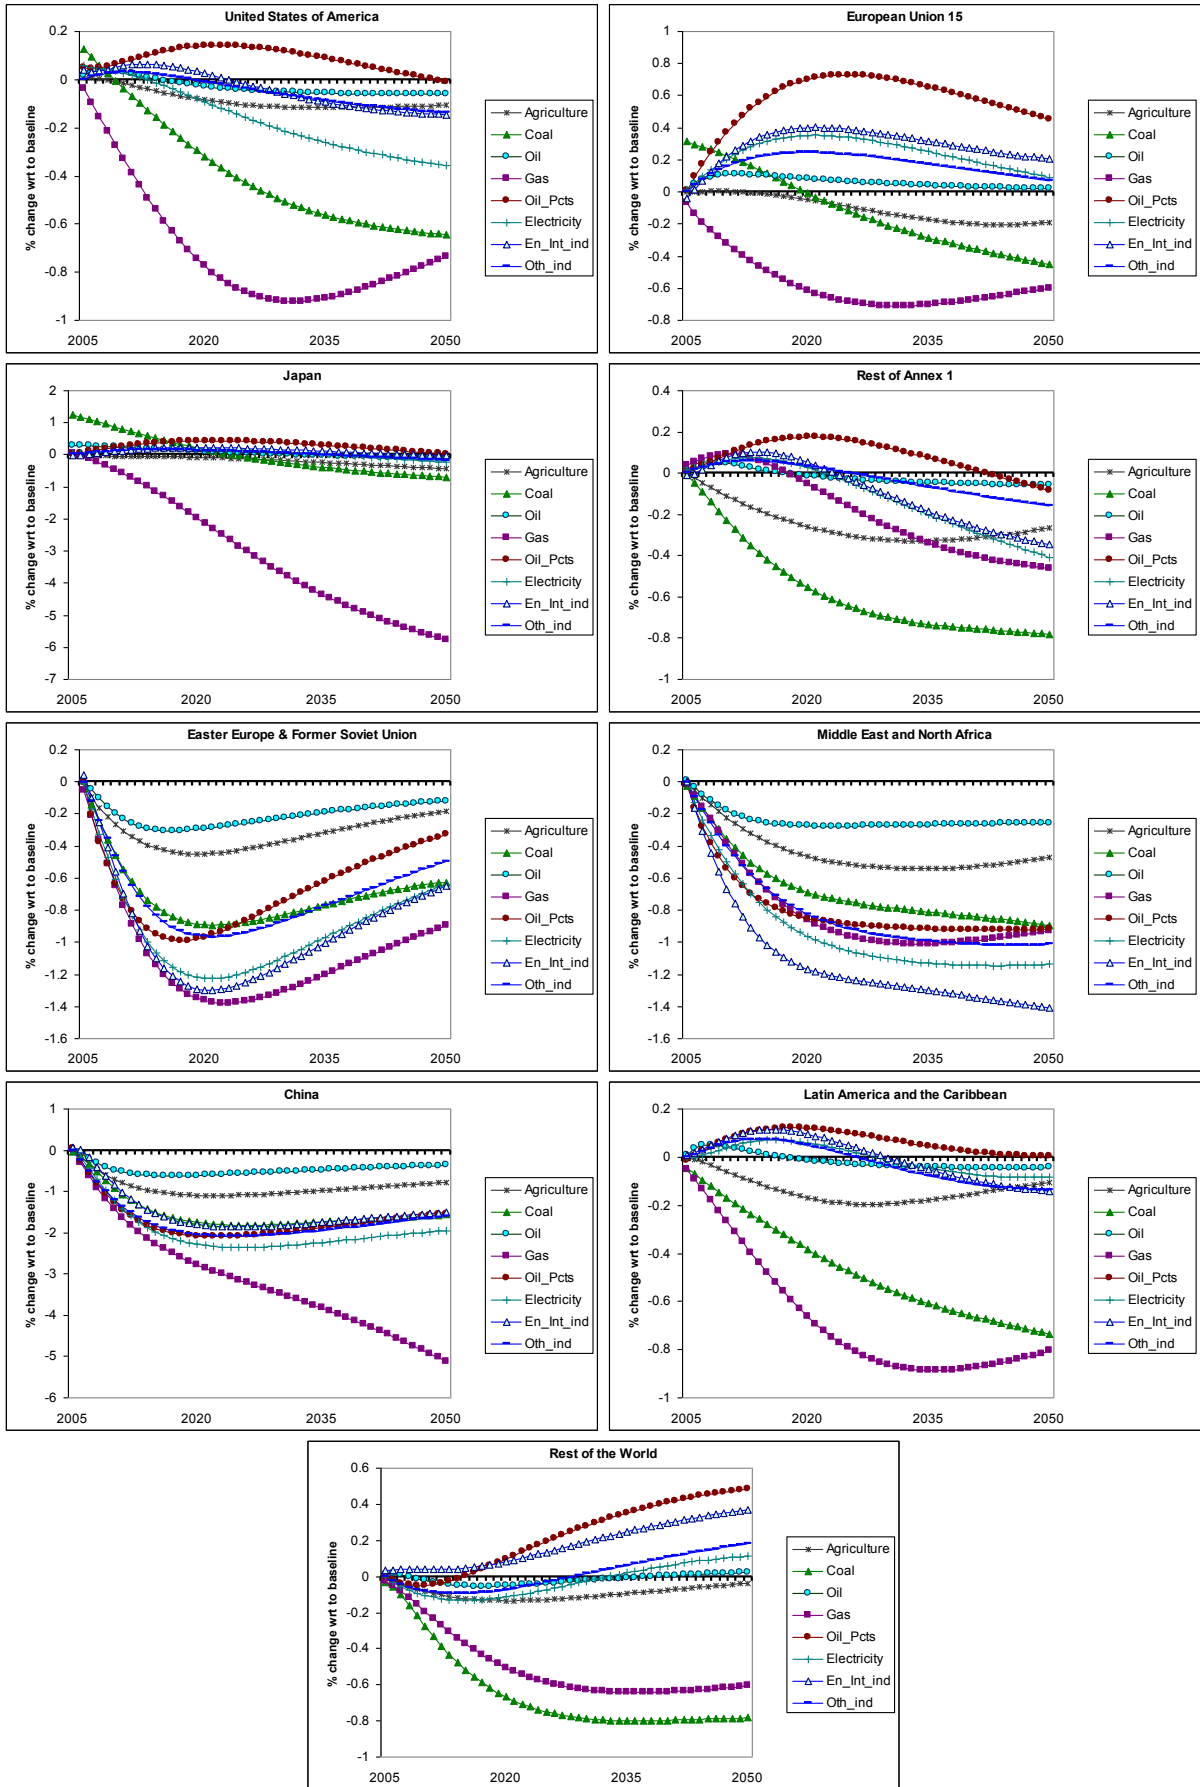 United States of America
% change wrt to baseline
0.2
0
-0.2
-0.4
-0.6
-0.8
-1
2005 2020 2035 2050
Agriculture
Coal
Oil
Gas
Oil_Pcts
Electricity
En_Int_ind
Oth_ind
European Union 15
% change wrt to baseline
1
0.8
0.6
0.4
0.2
0
-0.2
-0.4
-0.6
-0.8
2005 2020 2035 2050
Agriculture
Coal
Oil
Gas
Oil_Pcts
Electricity
En_Int_ind
Oth_ind
Japan
% change wrt to baseline
2
1
0
-1
-2
-3
-4
-5
-6
-7
2005 2020 2035 2050
Agriculture
Coal
Oil
Gas
Oil_Pcts
Electricity
En_Int_ind
Oth_ind
Rest of Annex 1
% change wrt to baseline
0.4
0.2
0
-0.2
-0.4
-0.6
-0.8
-1
2005 2020 2035 2050
Agriculture
Coal
Oil
Gas
Oil_Pcts
Electricity
En_Int_ind
Oth_ind
Easter Europe & Former Soviet Union
% change wrt to baseline
0.2
0
-0.2
-0.4
-0.6
-0.8
-1
-1.2
-1.4
-1.6
2005 2020 2035 2050
Agriculture
Coal
Oil
Gas
Oil_Pcts
Electricity
En_Int_ind
Oth_ind
Middle East and North Africa
% change wrt to baseline
0.2
0
-0.2
-0.4
-0.6
-0.8
-1
-1.2
-1.4
-1.6
2005 2020 2035 2050
Agriculture
Coal
Oil
Gas
Oil_Pcts
Electricity
En_Int_ind
Oth_ind
China
% change wrt to baseline
1
0
-1
-2
-3
-4
-5
-6
2005 2020 2035 2050
Agriculture
Coal
Oil
Gas
Oil_Pcts
Electricity
En_Int_ind
Oth_ind
Latin America and the Caribbean
% change wrt to baseline
0.2
0
-0.2
-0.4
-0.6
-0.8
-1
2005 2020 2035 2050
Agriculture
Coal
Oil
Gas
Oil_Pcts
Electricity
En_Int_ind
Oth_ind
Rest of the World
% change wrt to baseline
0.6
0.4
0.2
0
-0.2
-0.4
-0.6
-0.8
-1
2005 2020 2035 2050
Agriculture
Coal
Oil
Gas
Oil_Pcts
Electricity
En_Int_ind
Oth_ind